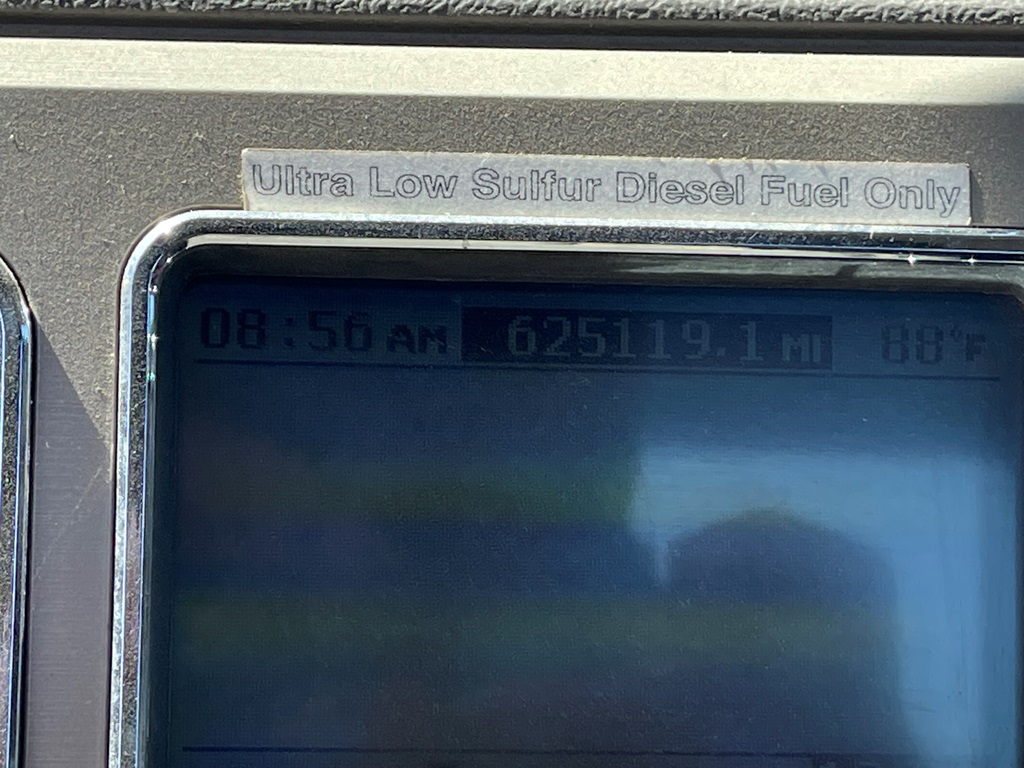 Ultra Low Sulfur Diesel Fuel Only
08:56 AM 625119.1 MI 88°F